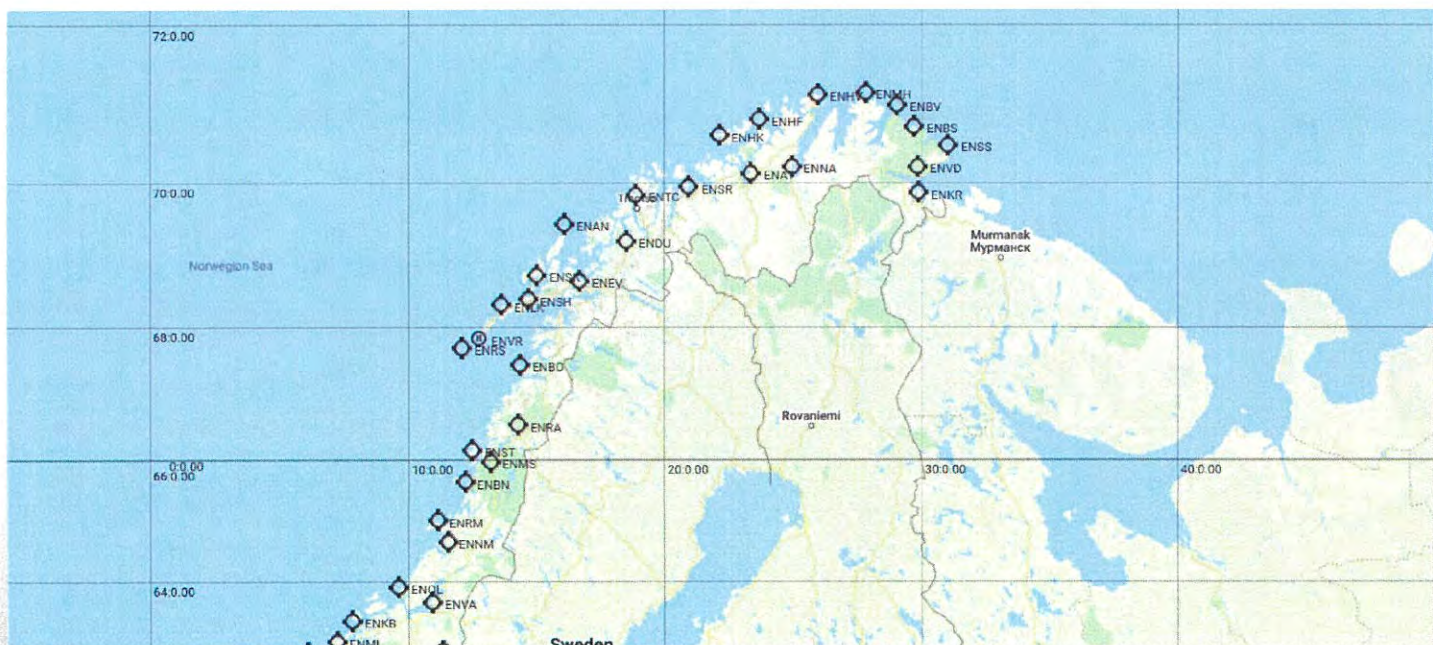 72:0.00
ENHV
ENMH
ENBV
ENHF
ENBS
ENHK
ENSS
ENAT
ENNA
ENVD
70:0.00
ENSR
ENKR
ENTC
ENAN
Murmansk
Мурманск
ENDU
Norwegian Sea
ENEV
ENSH
ENLK
68:0.00
ENVR
ENRS
ENBO
Rovaniemi
ENRA
ENST
0:0.00
10:0.00
ENMS
20:0.00
30:0.00
40:0.00
66:0.00
ENBN
ENRM
ENNM
64:0.00
ENOL
ENVA
ENKB
Sweden